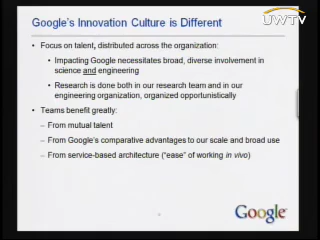 UWTV
Google's Innovation Culture is Different
• Focus on talent, distributed across the organization:
• Impacting Google necessitates broad, diverse involvement in
science and engineering
• Research is done both in our research team and in our
engineering organization, organized opportunistically
• Teams benefit greatly:
– From mutual talent
– From Google's comparative advantages to our scale and broad use
– From service-based architecture ("ease" of working in vivo)
Google